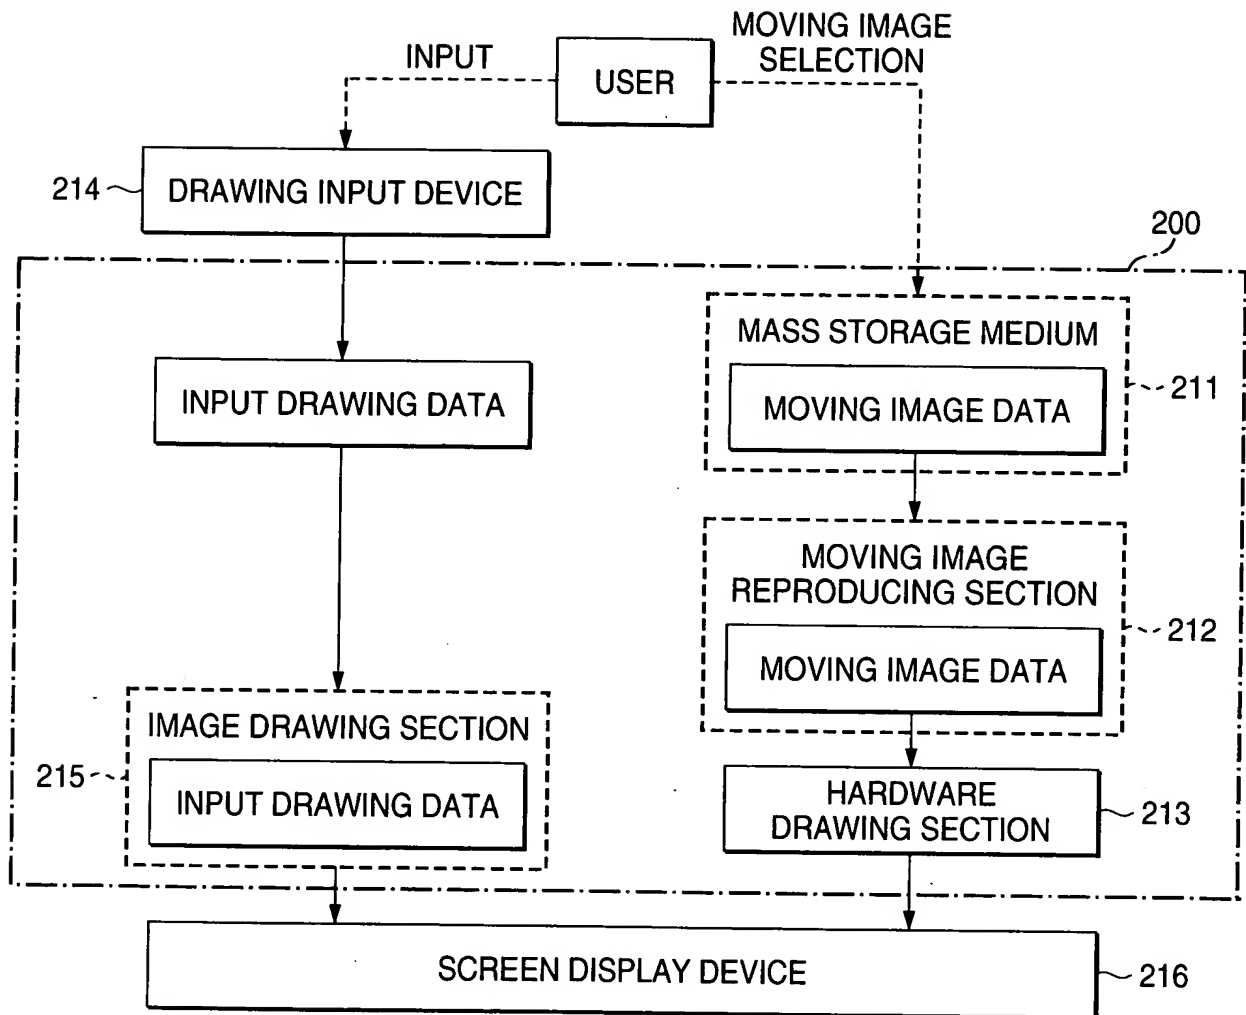 MOVING IMAGE
SELECTION
INPUT
USER
214
DRAWING INPUT DEVICE
200
MASS STORAGE MEDIUM
211
INPUT DRAWING DATA
MOVING IMAGE DATA
MOVING IMAGE
REPRODUCING SECTION
212
MOVING IMAGE DATA
IMAGE DRAWING SECTION
215
INPUT DRAWING DATA
HARDWARE
DRAWING SECTION
213
SCREEN DISPLAY DEVICE
216